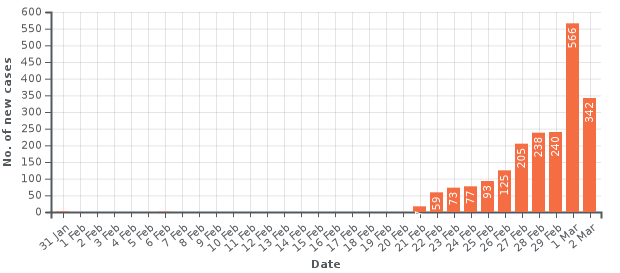 No. of new cases
600
550
500
450
400
350
300
250
200
150
100
50
0
59
73
77
93
125
205
238
240
566
342
31 Jan
1 Feb
2 Feb
3 Feb
4 Feb
5 Feb
6 Feb
7 Feb
8 Feb
9 Feb
10 Feb
11 Feb
12 Feb
13 Feb
14 Feb
15 Feb
16 Feb
17 Feb
18 Feb
19 Feb
20 Feb
21 Feb
22 Feb
23 Feb
24 Feb
25 Feb
26 Feb
27 Feb
28 Feb
29 Feb
1 Mar
2 Mar
Date